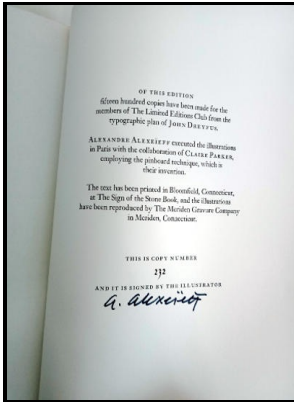 OF THIS EDITION
fifteen hundred copies have been made for the
members of The Limited Editions Club from the
typographic plan of JOHN DREYFUS.
ALEXANDRE ALEXEIEFF executed the illustrations
in Paris with the collaboration of CLAIRE PARKER,
employing the pinboard technique, which is
their invention.
The text has been printed in Bloomfield, Connecticut,
at The Sign of the Stone Book, and the illustrations
have been reproduced by The Meriden Gravure Company
in Meriden, Connecticut.
THIS IS COPY NUMBER
232
AND IT IS SIGNED BY THE ILLUSTRATOR
A. Alexeïeff